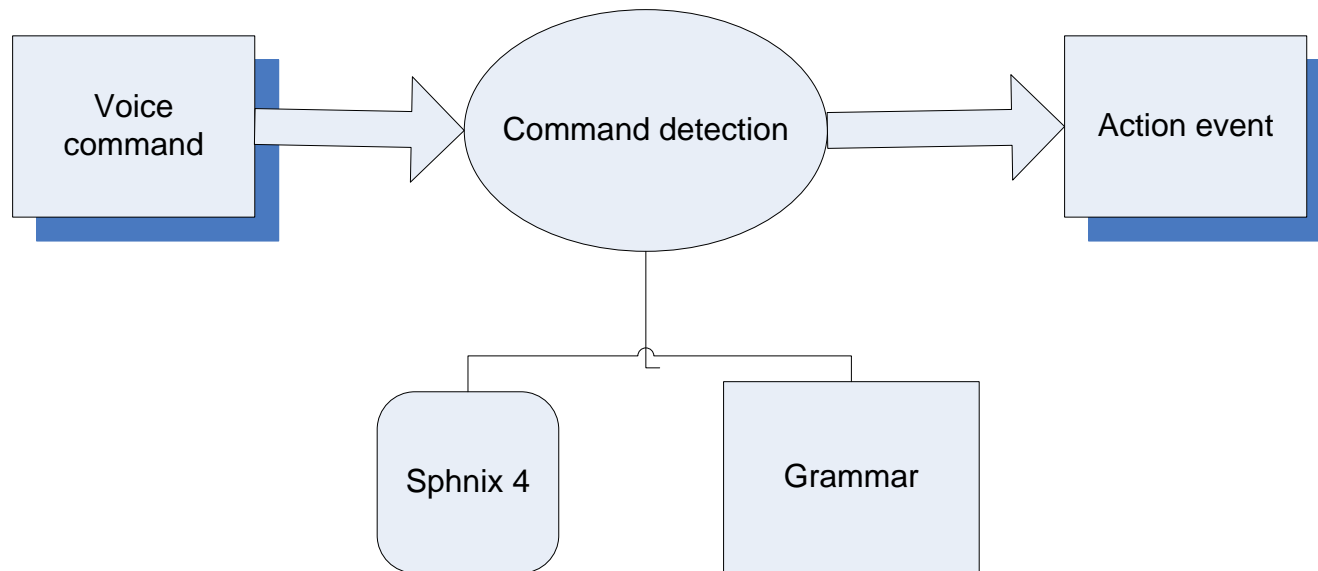 Voice
command
Command detection
Action event
Sphnix 4
Grammar